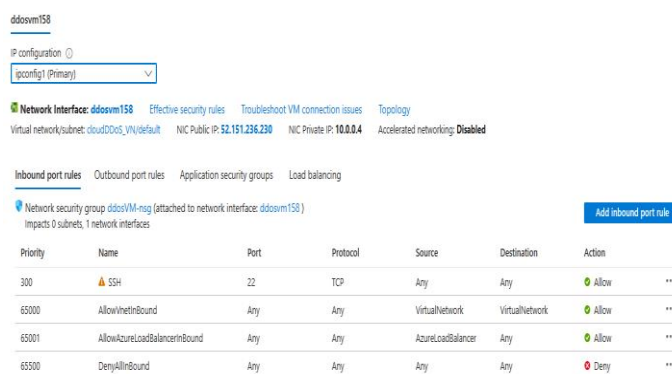 ddosvm158
IP configuration
ipconfig1 (Primary)
Network Interface: ddosvm158 Effective security rules Troubleshoot VM connection issues Topology
Virtual network/subnet: cloudDDoS_VN/default NIC Public IP: 52.151.236.230 NIC Private IP: 10.0.0.4 Accelerated networking: Disabled
Inbound port rules Outbound port rules Application security groups Load balancing
Network security group ddosVM-nsg (attached to network interface: ddosvm158 )
Impacts 0 subnets, 1 network interfaces
Add inbound port rule
Priority Name Port Protocol Source Destination Action
300 SSH 22 TCP Any Any Allow
65000 AllowVnetInBound Any Any VirtualNetwork VirtualNetwork Allow
65001 AllowAzureLoadBalancerInBound Any Any AzureLoadBalancer Any Allow
65500 DenyAllInBound Any Any Any Any Deny